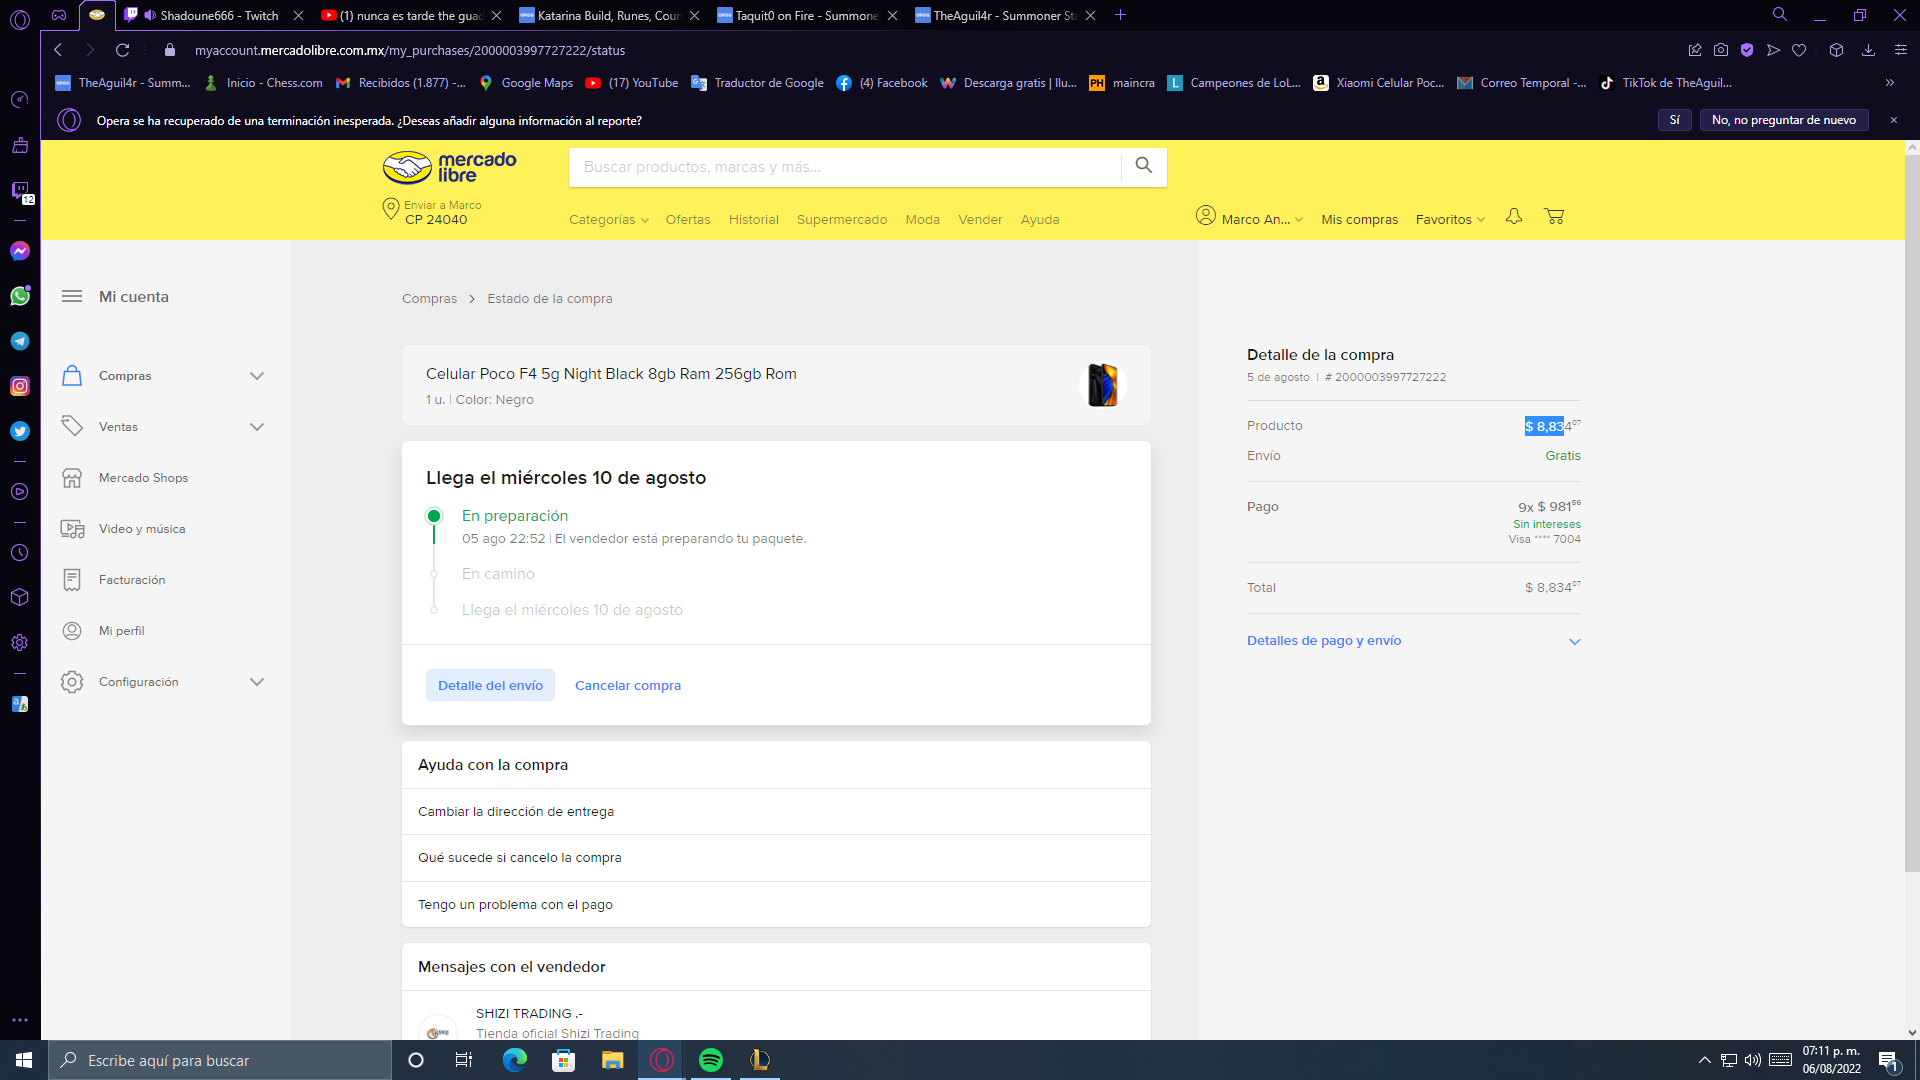 Shadoune666 - Twitch
(1) nunca es tarde the guad
Katarina Build, Runes, Coun
Taquit0 on Fire - Summone
TheAguil4r - Summoner St
myaccount.mercadolibre.com.mx/my_purchases/2000003997727222/status
TheAguil4r - Summ...
Inicio - Chess.com
Recibidos (1.877) -...
Google Maps
(17) YouTube
Traductor de Google
(4) Facebook
Descarga gratis | Ilu...
PH maincra
L Campeones de LoL...
Xiaomi Celular Poc...
Correo Temporal -...
TikTok de TheAguil...
Opera se ha recuperado de una terminación inesperada. ¿Deseas añadir alguna información al reporte?
Sí
No, no preguntar de nuevo
12
mercado
libre
Buscar productos, marcas y más...
Enviar a Marco
CP 24040
Categorías
Ofertas
Historial
Supermercado
Moda
Vender
Ayuda
Marco An...
Mis compras
Favoritos
Mi cuenta
Compras
Ventas
Mercado Shops
Video y música
Facturación
Mi perfil
Configuración
Compras > Estado de la compra
Celular Poco F4 5g Night Black 8gb Ram 256gb Rom
1 u. | Color: Negro
Llega el miércoles 10 de agosto
En preparación
05 ago 22:52 | El vendedor está preparando tu paquete.
En camino
Llega el miércoles 10 de agosto
Detalle del envío
Cancelar compra
Ayuda con la compra
Cambiar la dirección de entrega
Qué sucede si cancelo la compra
Tengo un problema con el pago
Mensajes con el vendedor
SHIZI TRADING .-
Tienda oficial Shizi Trading
Detalle de la compra
5 de agosto | # 2000003997727222
Producto $ 8,834 07
Envío Gratis
Pago 9x $ 981 56
Sin intereses
Visa **** 7004
Total $ 8,834 07
Detalles de pago y envío
Escribe aquí para buscar
07:11 p. m.
06/08/2022
1